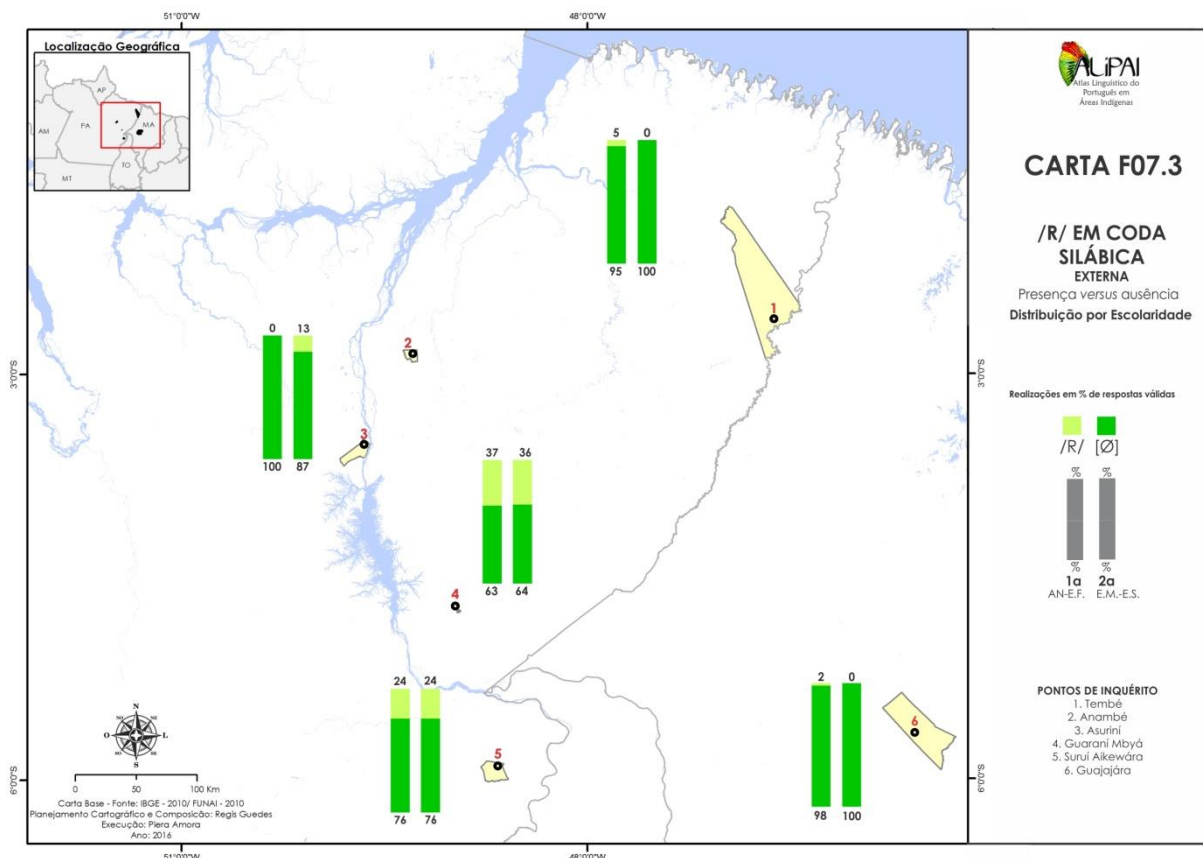 51°0'0"W
48°0'0"W
Localização Geográfica
AP
AM
PA
MA
TO
MT
3°0'0"S
3°0'0"S
6°0'0"S
6°0'0"S
5 0
95 100
1
0 13
100 87
2
3
37 36
63 64
4
24 24
76 76
5
2 0
98 100
6
N
NO NE
O L
SO SE
S
0 50 100 Km
Carta Base - Fonte: IBGE - 2010/ FUNAI - 2010
Planejamento Cartográfico e Composicão: Regis Guedes
Execução: Piera Amora
Ano: 2016
51°0'0"W
48°0'0"W
ALiPAI
Atlas Linguístico do
Português em
Áreas Indígenas
CARTA F07.3
/R/ EM CODA
SILÁBICA
EXTERNA
Presença versus ausência
Distribuição por Escolaridade
Realizações em % de respostas válidas
/R/ [Ø]
% %
% %
1a 2a
AN-E.F. E.M.-E.S.
PONTOS DE INQUÉRITO
1. Tembé
2. Anambé
3. Asuriní
4. Guaraní Mbyá
5. Suruí Aikewára
6. Guajajára